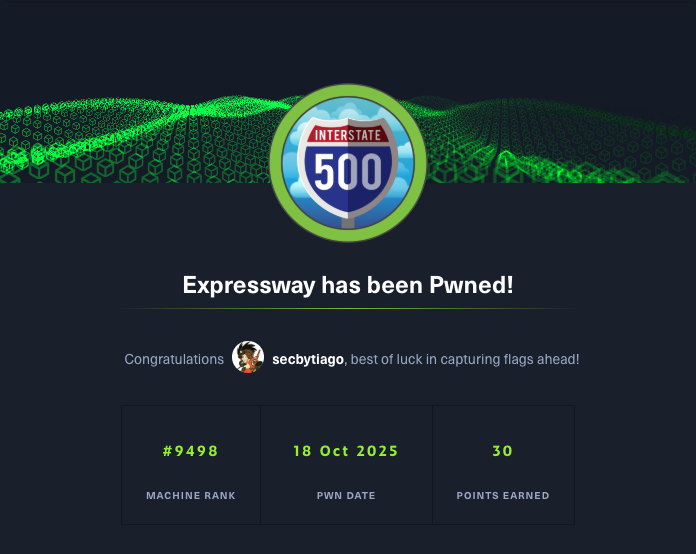 INTERSTATE
500
Expressway has been Pwned!
Congratulations secbytiago, best of luck in capturing flags ahead!
#9498 18 Oct 2025 30
MACHINE RANK PWN DATE POINTS EARNED